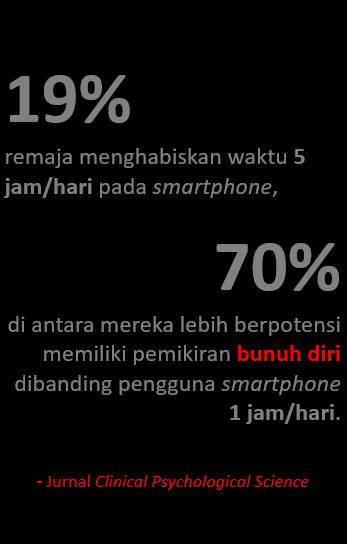 19%
remaja menghabiskan waktu 5
jam/hari pada smartphone,
70%
di antara mereka lebih berpotensi
memiliki pemikiran bunuh diri
dibanding pengguna smartphone
1 jam/hari.
- Jurnal Clinical Psychological Science